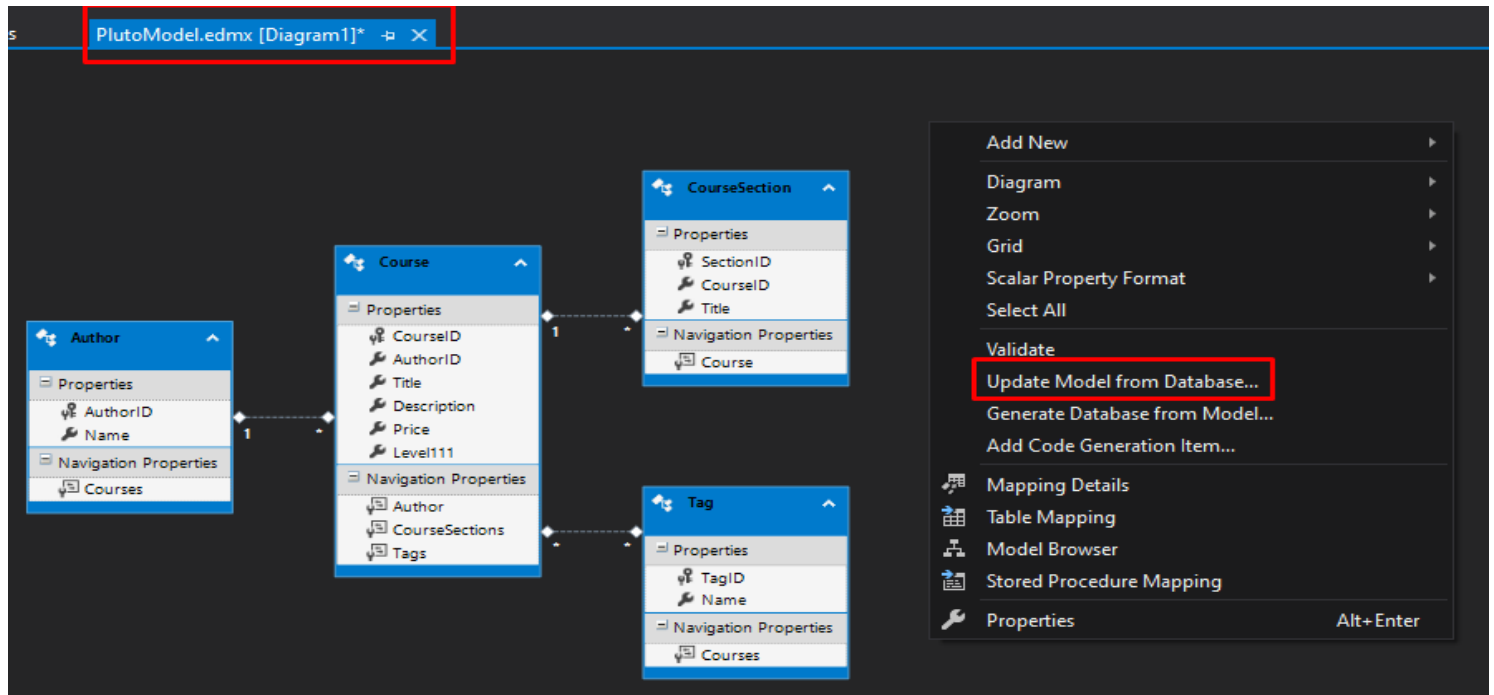 s
PlutoModel.edmx [Diagram1]*
Author
Properties
AuthorID
Name
Navigation Properties
Courses
1
*
Course
Properties
CourseID
AuthorID
Title
Description
Price
Level111
Navigation Properties
Author
CourseSections
Tags
1
*
*
*
CourseSection
Properties
SectionID
CourseID
Title
Navigation Properties
Course
Tag
Properties
TagID
Name
Navigation Properties
Courses
Add New
Diagram
Zoom
Grid
Scalar Property Format
Select All
Validate
Update Model from Database...
Generate Database from Model...
Add Code Generation Item...
Mapping Details
Table Mapping
Model Browser
Stored Procedure Mapping
Properties Alt+Enter